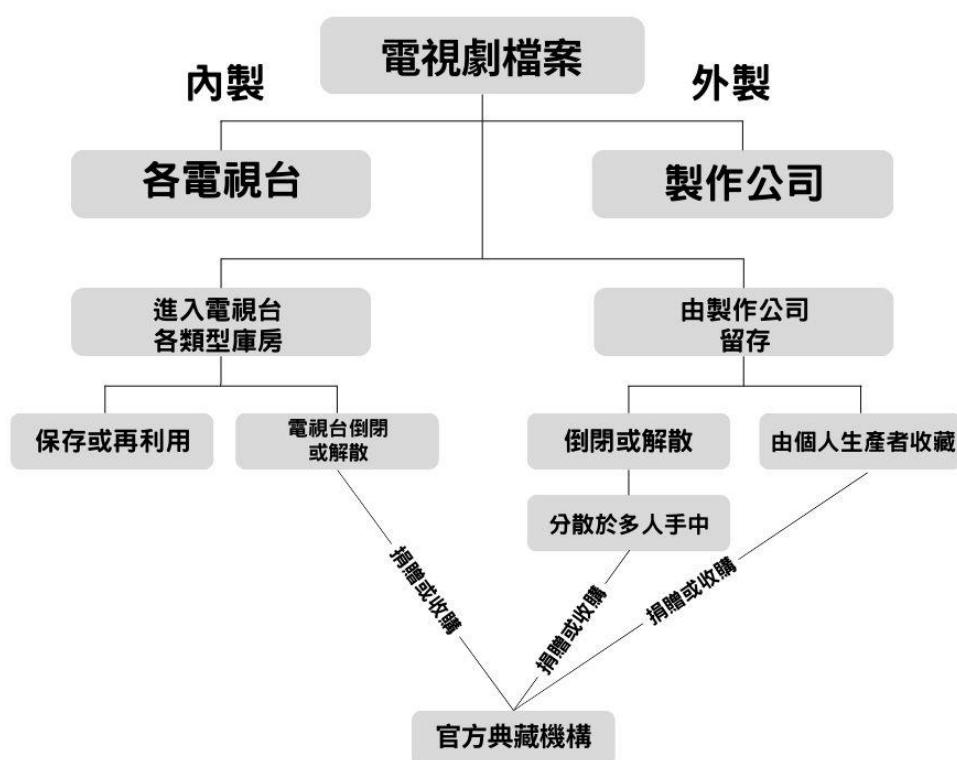 電視劇檔案
內製
外製
各電視台
製作公司
進入電視台
各類型庫房
由製作公司
留存
保存或再利用
電視台倒閉
或解散
倒閉或解散
由個人生產者收藏
分散於多人手中
捐贈或收購
捐贈或收購
捐贈或收購
官方典藏機構